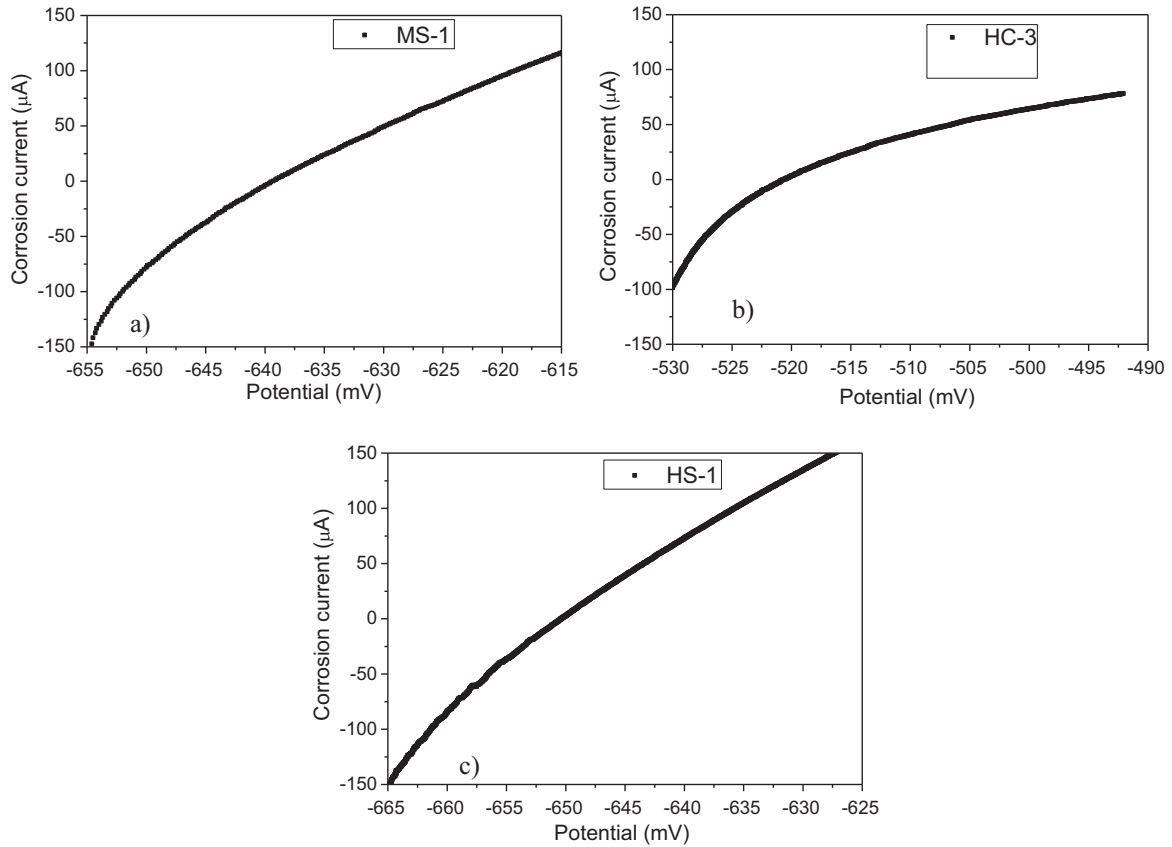 MS-1
Corrosion current (μA)
150
100
50
0
-50
-100
-150
a)
-655 -650 -645 -640 -635 -630 -625 -620 -615
Potential (mV)
HC-3
Corrosion current (μA)
150
100
50
0
-50
-100
-150
b)
-530 -525 -520 -515 -510 -505 -500 -495 -490
Potential (mV)
HS-1
Corrosion current (μA)
150
100
50
0
-50
-100
-150
c)
-665 -660 -655 -650 -645 -640 -635 -630 -625
Potential (mV)